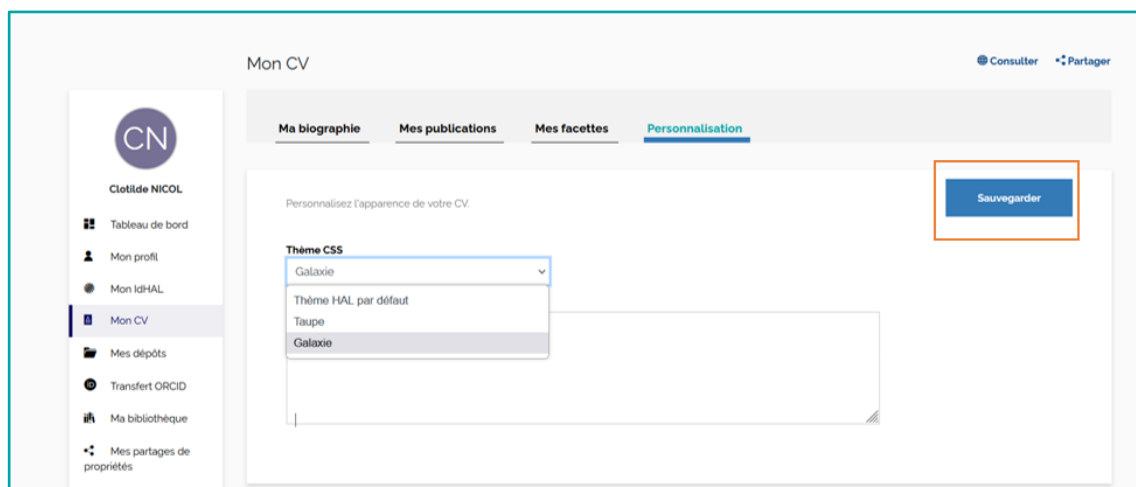 Mon CV
Consulter
Partager
CN
Clotilde NICOL
Tableau de bord
Mon profil
Mon IdHAL
Mon CV
Mes dépôts
Transfert ORCID
Ma bibliothèque
Mes partages de
propriétés
Ma biographie
Mes publications
Mes facettes
Personnalisation
Personnalisez l'apparence de votre CV.
Sauvegarder
Thème CSS
Galaxie
Thème HAL par défaut
Taupe
Galaxie